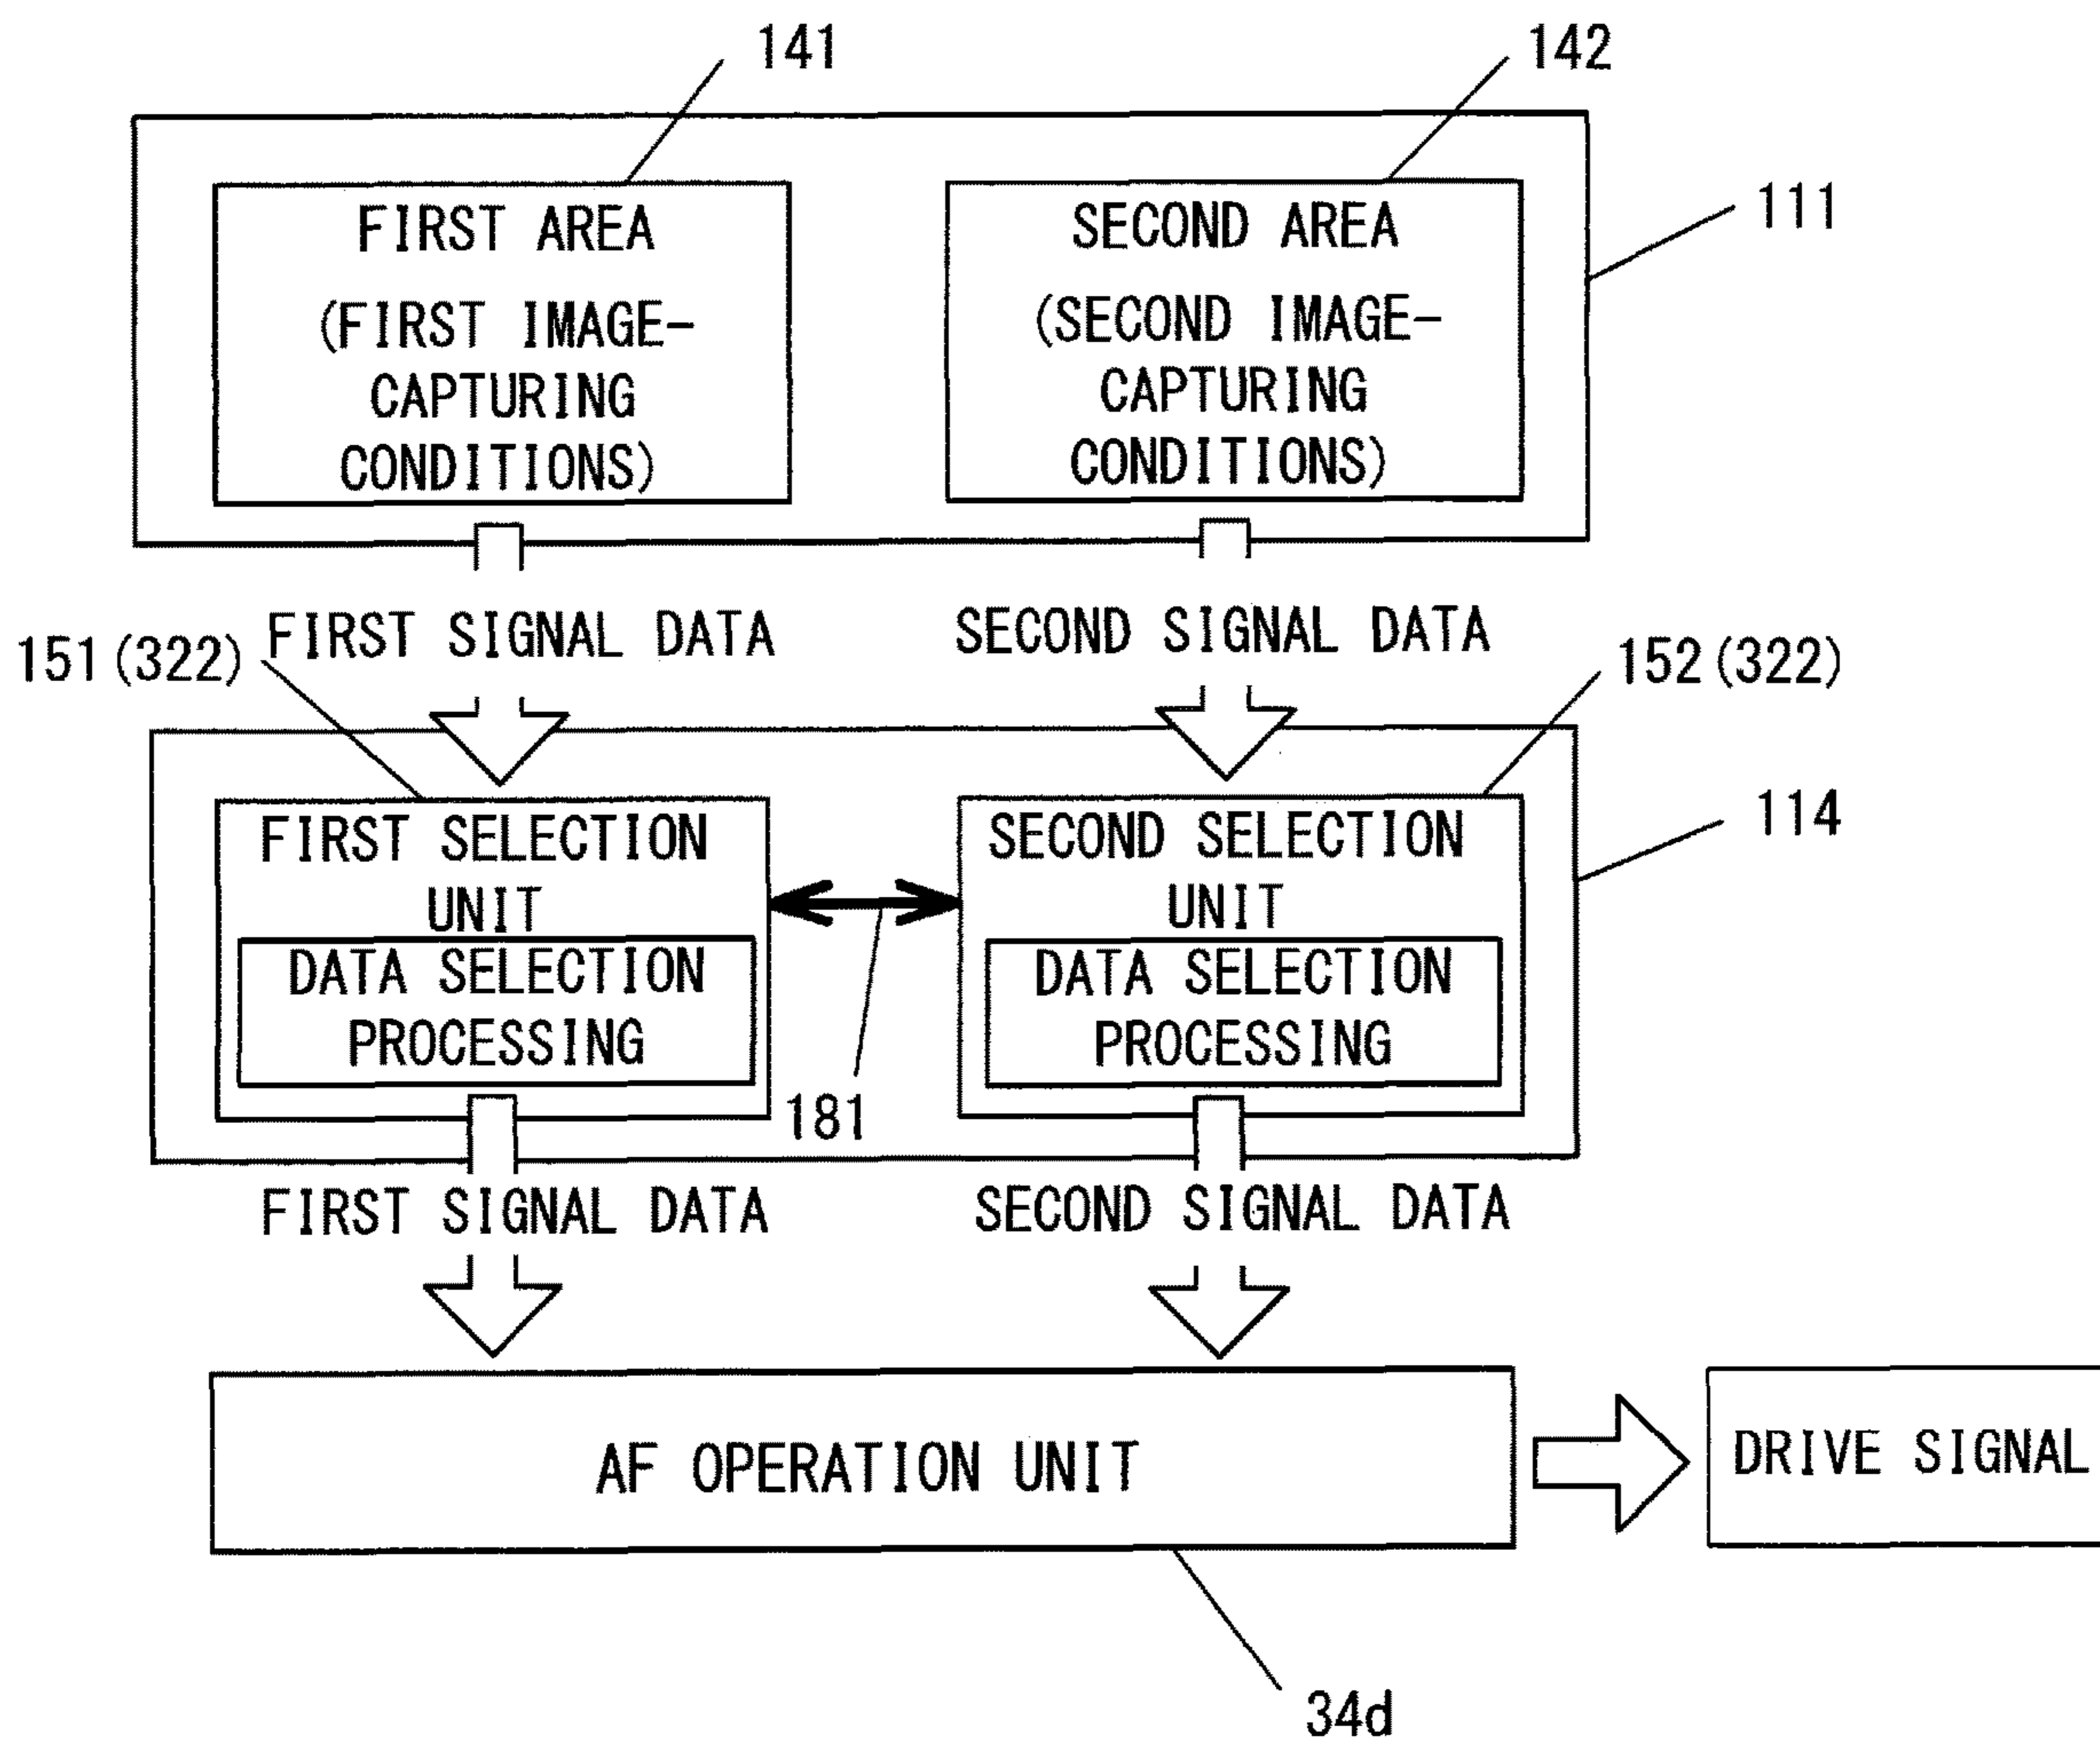 141
142
111
FIRST AREA
(FIRST IMAGE-
CAPTURING
CONDITIONS)
SECOND AREA
(SECOND IMAGE-
CAPTURING
CONDITIONS)
FIRST SIGNAL DATA
SECOND SIGNAL DATA
151(322)
152(322)
114
FIRST SELECTION
UNIT
DATA SELECTION
PROCESSING
SECOND SELECTION
UNIT
DATA SELECTION
PROCESSING
181
FIRST SIGNAL DATA
SECOND SIGNAL DATA
AF OPERATION UNIT
DRIVE SIGNAL
34d